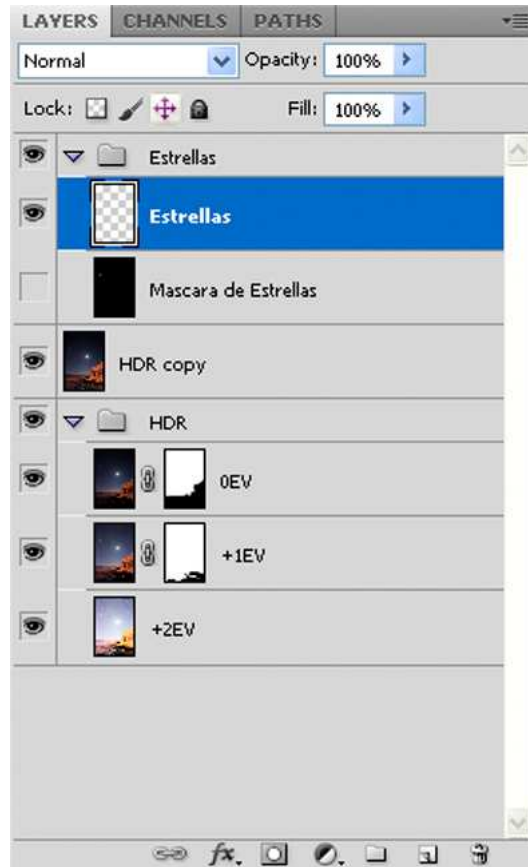 LAYERS CHANNELS PATHS
Normal Opacity: 100%
Lock: Fill: 100%
Estrellas
Estrellas
Mascara de Estrellas
HDR copy
HDR
0EV
+1EV
+2EV
fx.